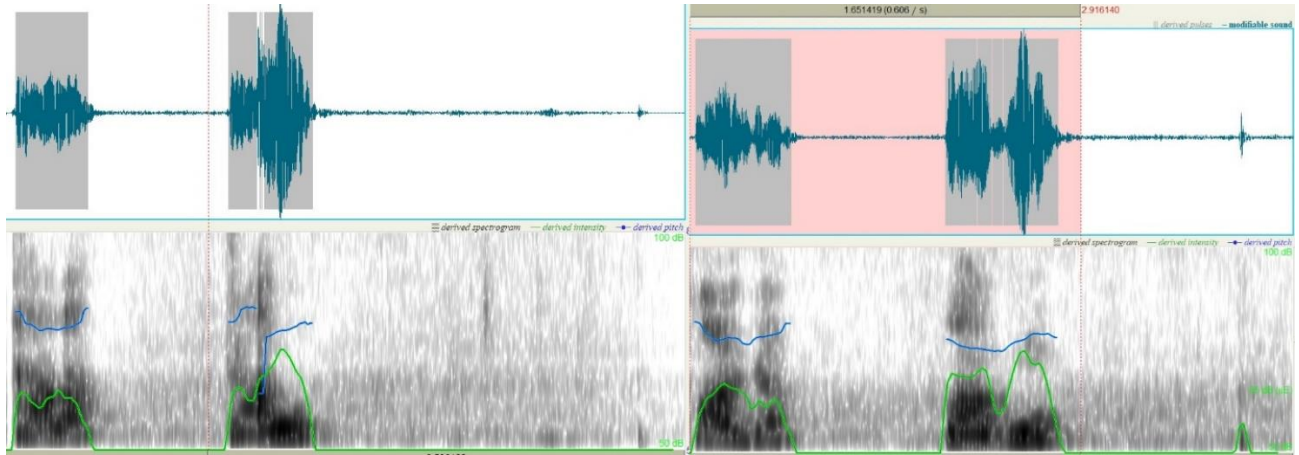 1.651419 (0.606 / s)
2.916140
derived pulses modifiable sound
derived spectrogram derived intensity derived pitch
100 dB
50 dB
derived spectrogram derived intensity derived pitch
100 dB